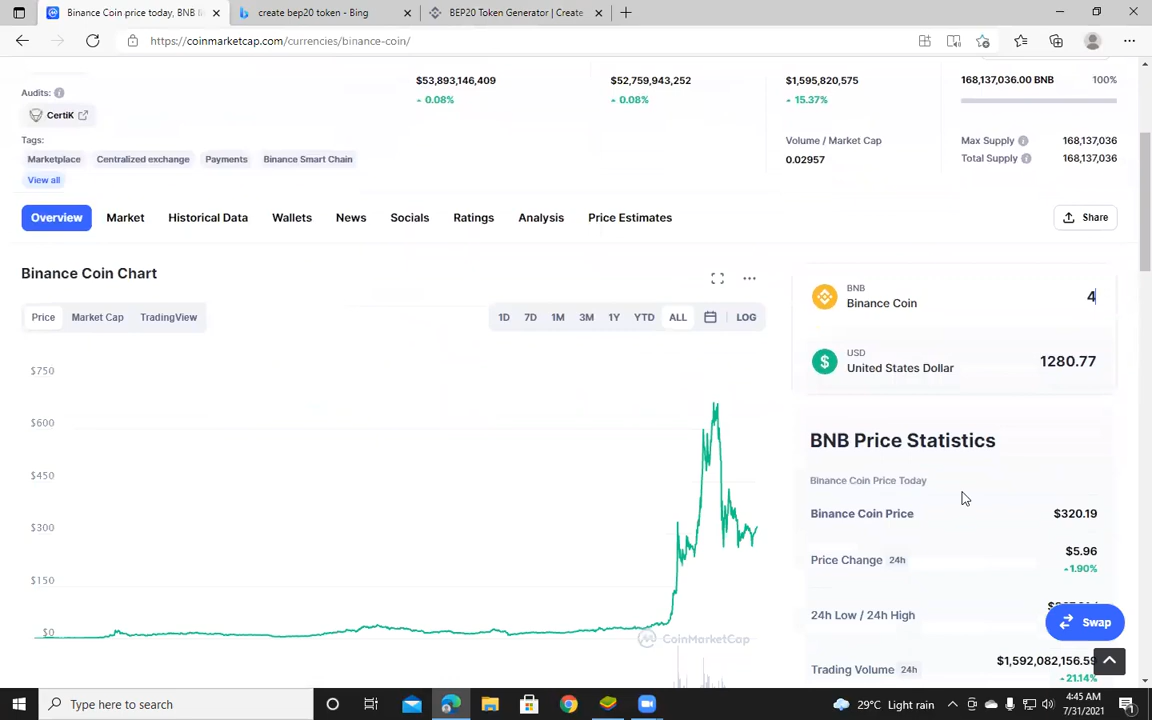 Binance Coin price today, BNB li
create bep20 token - Bing
BEP20 Token Generator | Create
https://coinmarketcap.com/currencies/binance-coin/
Audits:
CertiK
Tags:
Marketplace
Centralized exchange
Payments
Binance Smart Chain
View all
$53,893,146,409
0.08%
$52,759,943,252
0.08%
$1,595,820,575
15.37%
Volume / Market Cap
0.02957
168,137,036.00 BNB
100%
Max Supply
168,137,036
Total Supply
168,137,036
Overview
Market
Historical Data
Wallets
News
Socials
Ratings
Analysis
Price Estimates
Share
Binance Coin Chart
Price
Market Cap
TradingView
1D
7D
1M
3M
1Y
YTD
ALL
LOG
$750
$600
$450
$300
$150
$0
CoinMarketCap
BNB
Binance Coin
4
USD
United States Dollar
1280.77
BNB Price Statistics
Binance Coin Price Today
Binance Coin Price
$320.19
Price Change 24h
$5.96
1.90%
24h Low / 24h High
Swap
Trading Volume 24h
$1,592,082,156.59
21.14%
Type here to search
29°C Light rain
4:45 AM
7/31/2021
1